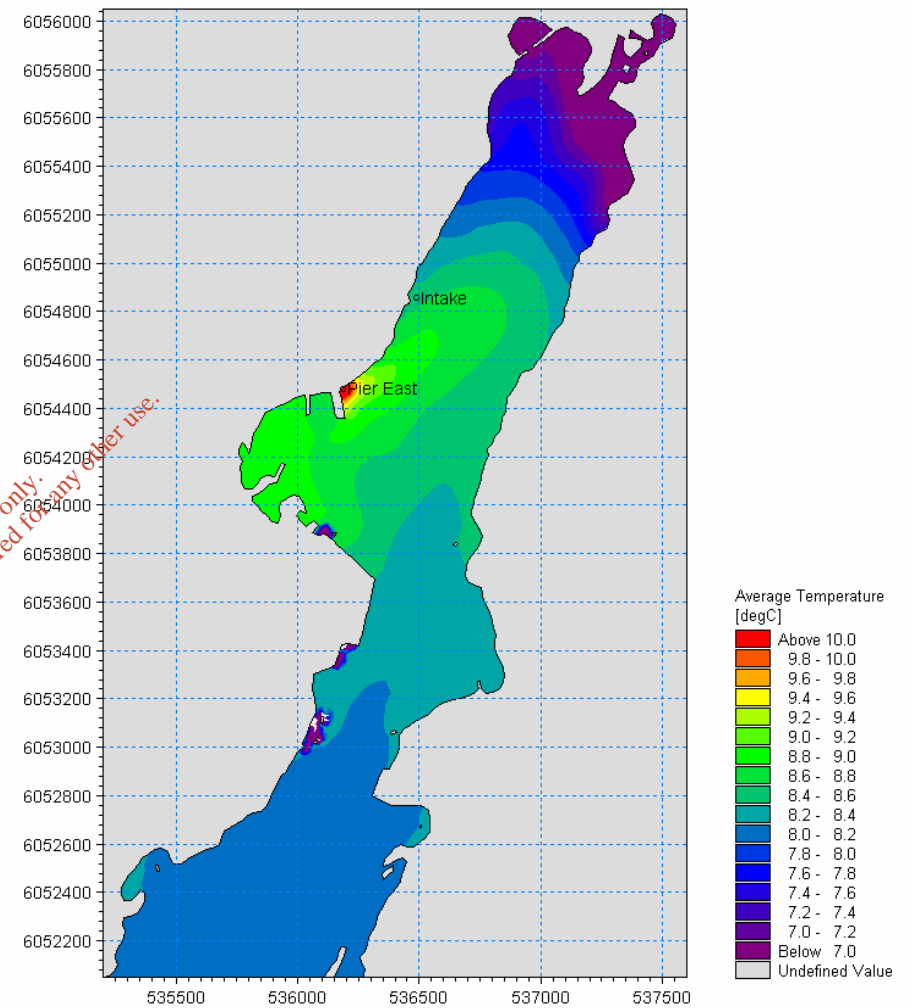 6056000
6055800
6055600
6055400
6055200
6055000
6054800
6054600
6054400
6054200
6054000
6053800
6053600
6053400
6053200
6053000
6052800
6052600
6052400
6052200
535500 536000 536500 537000 537500
Intake
Pier East
only.
any other use.
Average Temperature
[degC]
Above 10.0
9.8 - 10.0
9.6 - 9.8
9.4 - 9.6
9.2 - 9.4
9.0 - 9.2
8.8 - 9.0
8.6 - 8.8
8.4 - 8.6
8.2 - 8.4
8.0 - 8.2
7.8 - 8.0
7.6 - 7.8
7.4 - 7.6
7.2 - 7.4
7.0 - 7.2
Below 7.0
Undefined Value